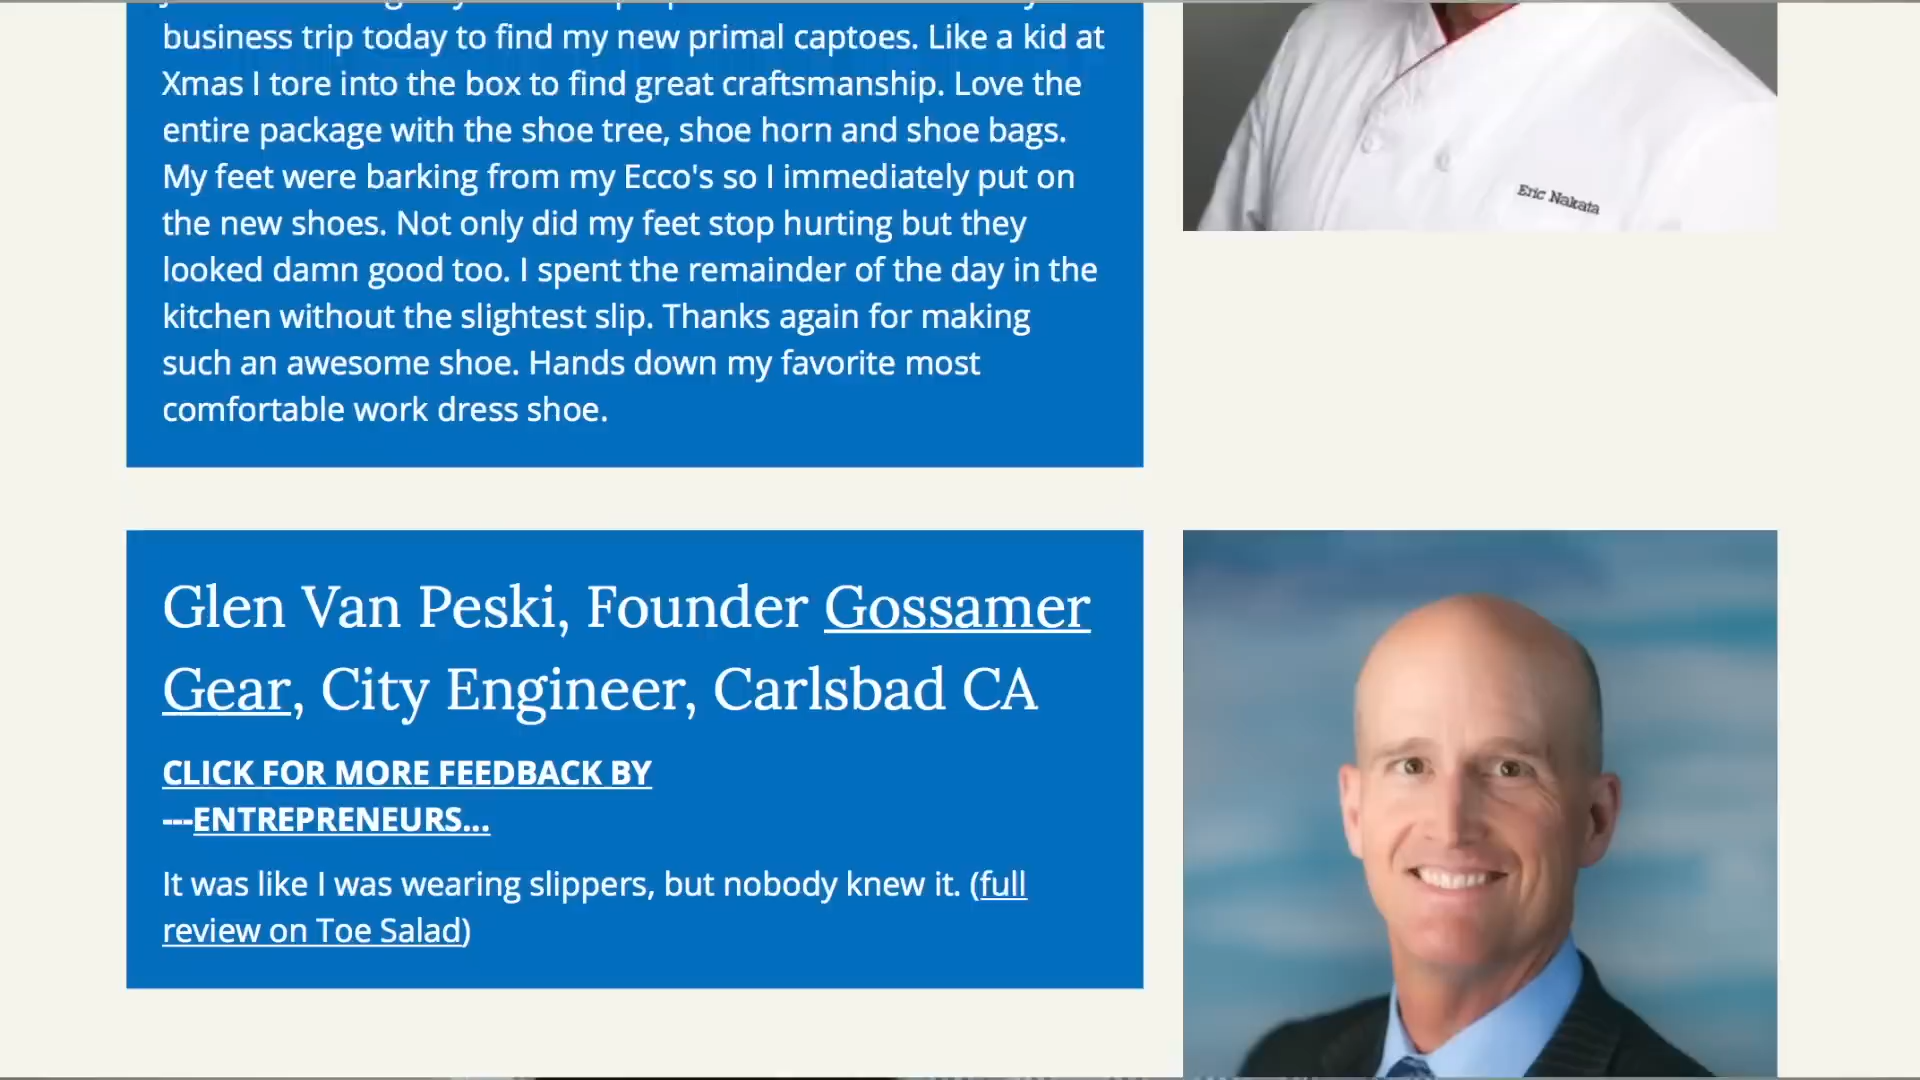 business trip today to find my new primal captoes. Like a kid at
Xmas I tore into the box to find great craftsmanship. Love the
entire package with the shoe tree, shoe horn and shoe bags.
My feet were barking from my Ecco's so I immediately put on
the new shoes. Not only did my feet stop hurting but they
looked damn good too. I spent the remainder of the day in the
kitchen without the slightest slip. Thanks again for making
such an awesome shoe. Hands down my favorite most
comfortable work dress shoe.
Eric Nakata
Glen Van Peski, Founder Gossamer
Gear, City Engineer, Carlsbad CA
CLICK FOR MORE FEEDBACK BY
---ENTREPRENEURS...
It was like I was wearing slippers, but nobody knew it. (full
review on Toe Salad)